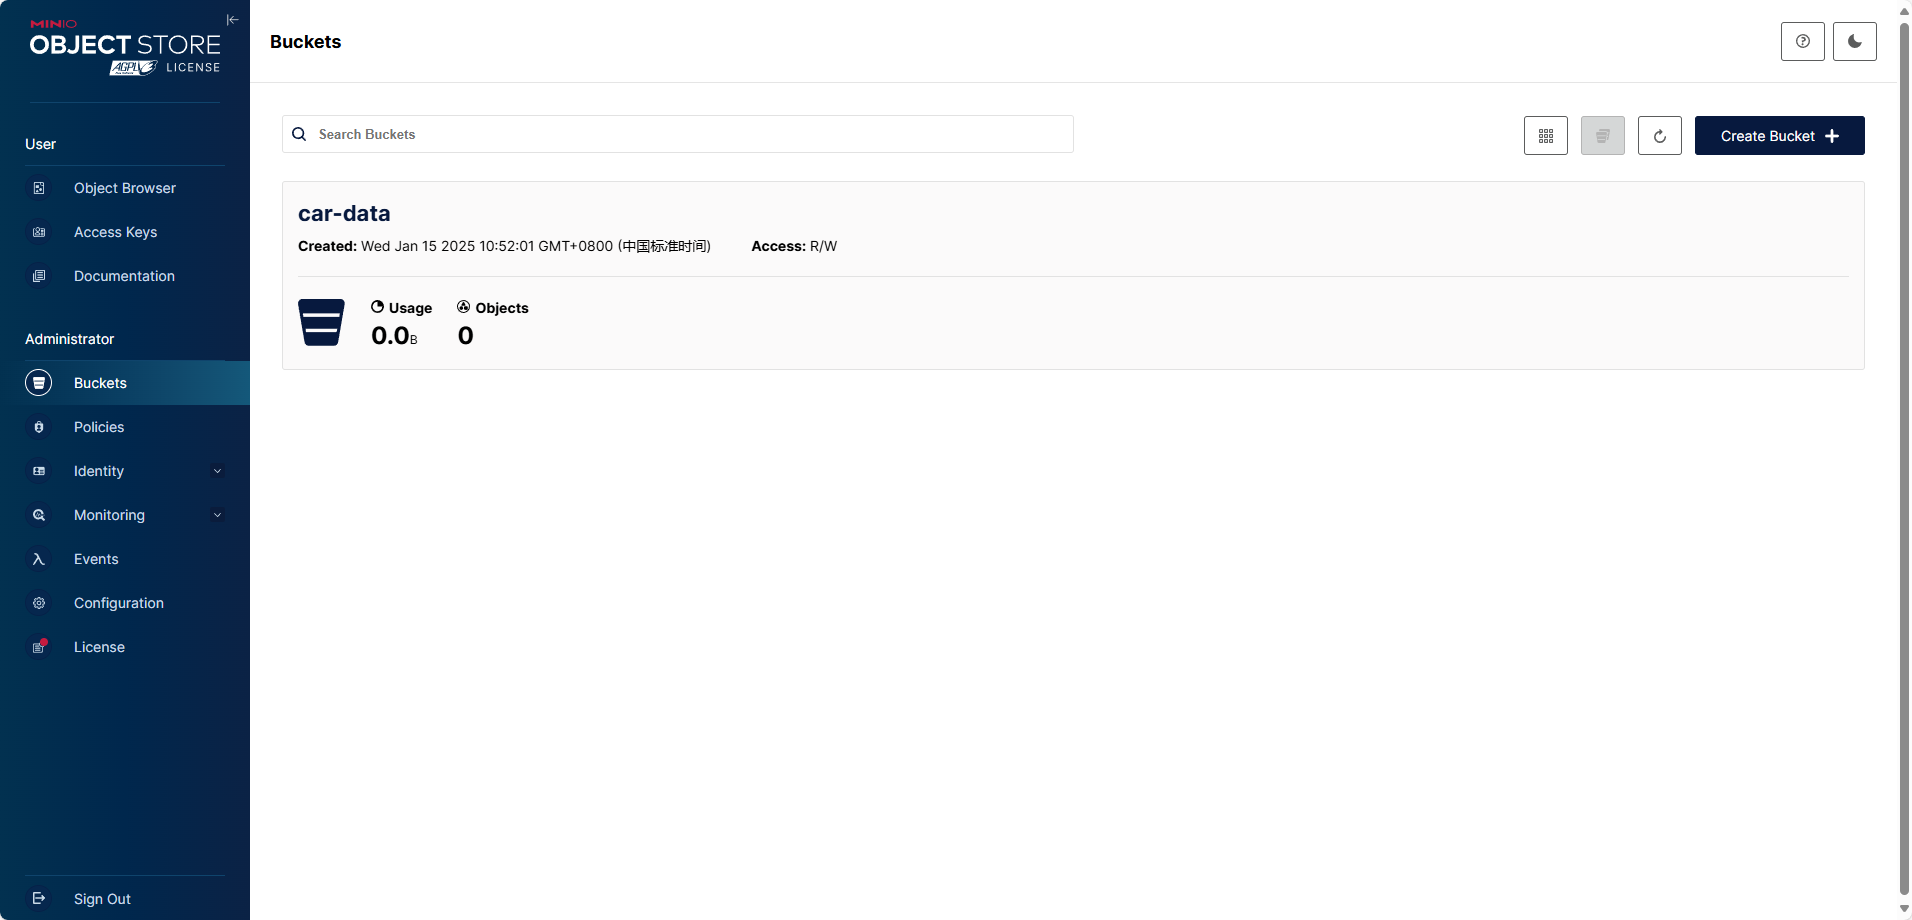 MINIO
OBJECT STORE
AGPLv3 LICENSE
User
Object Browser
Access Keys
Documentation
Administrator
Buckets
Policies
Identity
Monitoring
Events
Configuration
License
Sign Out
Buckets
Search Buckets
Create Bucket
car-data
Created: Wed Jan 15 2025 10:52:01 GMT+0800 (中国标准时间) Access: R/W
Usage Objects
0.0B 0